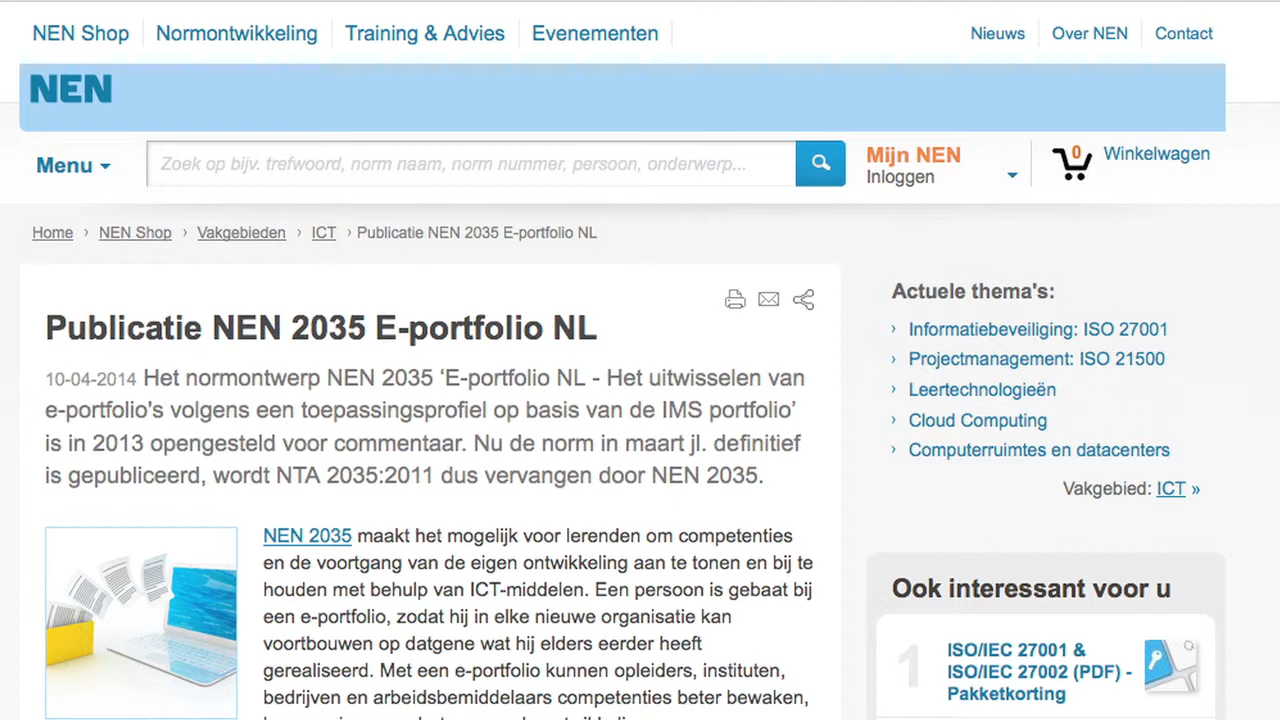 NEN Shop Normontwikkeling Training & Advies Evenementen Nieuws Over NEN Contact
NEN
Menu Zoek op bijv. trefwoord, norm naam, norm nummer, persoon, onderwerp... Mijn NEN
Inloggen
0 Winkelwagen
Home › NEN Shop › Vakgebieden › ICT › Publicatie NEN 2035 E-portfolio NL
Publicatie NEN 2035 E-portfolio NL
10-04-2014 Het normontwerp NEN 2035 ‘E-portfolio NL - Het uitwisselen van
e-portfolio's volgens een toepassingsprofiel op basis van de IMS portfolio’
is in 2013 opengesteld voor commentaar. Nu de norm in maart jl. definitief
is gepubliceerd, wordt NTA 2035:2011 dus vervangen door NEN 2035.
NEN 2035 maakt het mogelijk voor lerenden om competenties
en de voortgang van de eigen ontwikkeling aan te tonen en bij te
houden met behulp van ICT-middelen. Een persoon is gebaat bij
een e-portfolio, zodat hij in elke nieuwe organisatie kan
voortbouwen op datgene wat hij elders eerder heeft
gerealiseerd. Met een e-portfolio kunnen opleiders, instituten,
bedrijven en arbeidsbemiddelaars competenties beter bewaken,
Actuele thema's:
› Informatiebeveiliging: ISO 27001
› Projectmanagement: ISO 21500
› Leertechnologieën
› Cloud Computing
› Computerruimtes en datacenters
Vakgebied: ICT »
Ook interessant voor u
1 ISO/IEC 27001 &
ISO/IEC 27002 (PDF) -
Pakketkorting